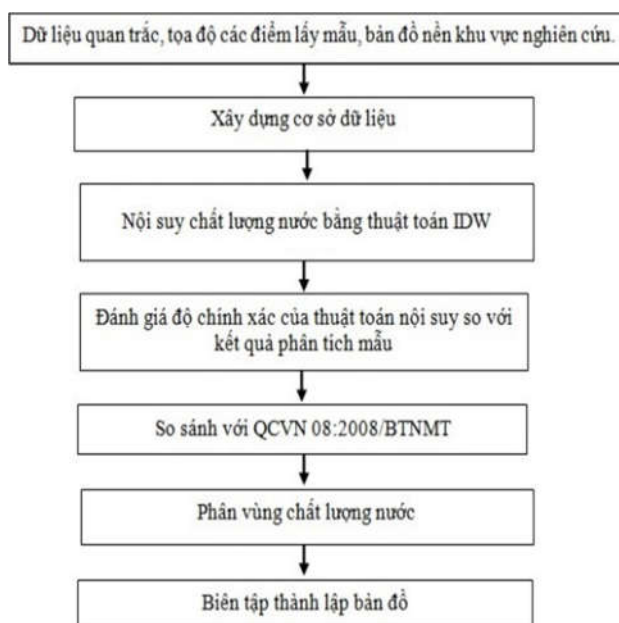 Dữ liệu quan trắc, tọa độ các điểm lấy mẫu, bản đồ nền khu vực nghiên cứu.
Xây dựng cơ sở dữ liệu
Nội suy chất lượng nước bằng thuật toán IDW
Đánh giá độ chính xác của thuật toán nội suy so với
kết quả phân tích mẫu
So sánh với QCVN 08:2008/BTNMT
Phân vùng chất lượng nước
Biên tập thành lập bản đồ